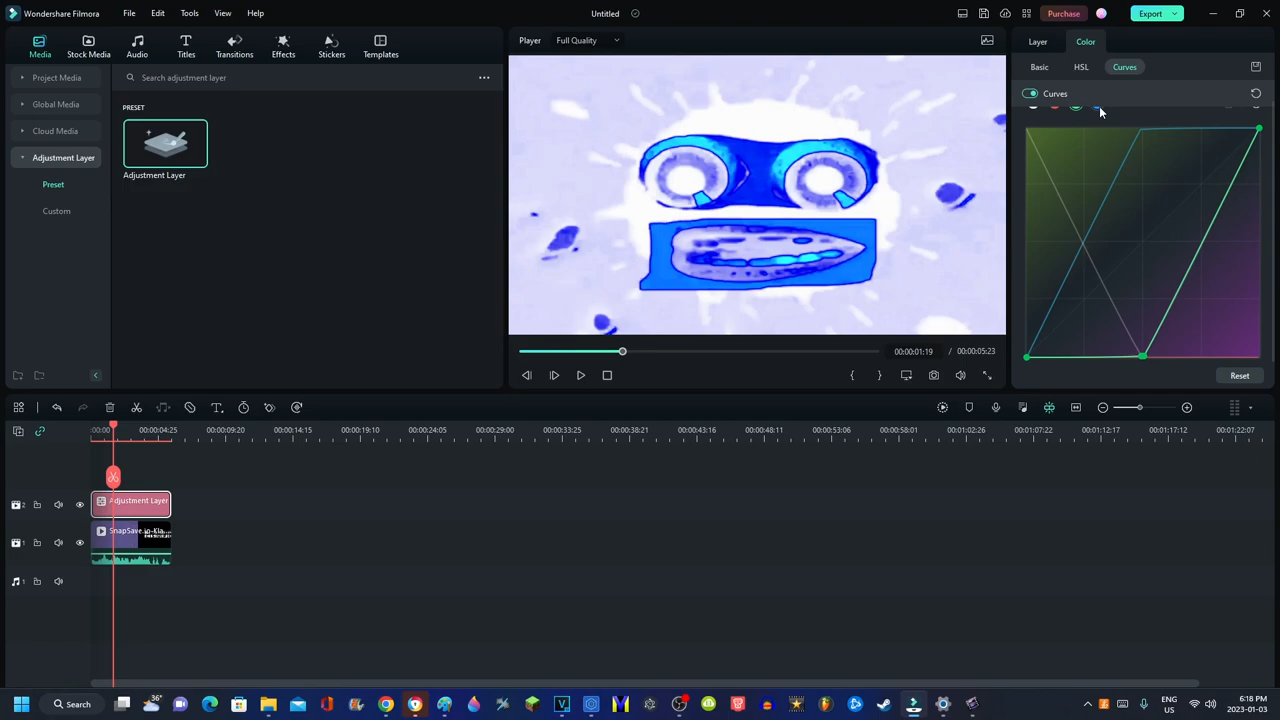 Wondershare Filmora File Edit Tools View Help Untitled Purchase Export
Media Stock Media Audio Titles Transitions Effects Stickers Templates
Player Full Quality
Layer Color
Basic HSL Curves
Curves
Project Media
Global Media
Cloud Media
Adjustment Layer
Preset
Custom
Search adjustment layer
PRESET
Adjustment Layer
00:00:01:19 / 00:00:05:23
Reset
:00:00 00:00:04:25 00:00:09:20 00:00:14:15 00:00:19:10 00:00:24:05 00:00:29:00 00:00:33:25 00:00:38:21 00:00:43:16 00:00:48:11 00:00:53:06 00:00:58:01 00:01:02:26 00:01:07:22 00:01:12:17 00:01:17:12 00:01:22:07
2 Adjustment Layer
1 SnapSave.io-Kla...
1
Search
36°
ENG
US
6:18 PM
2023-01-03